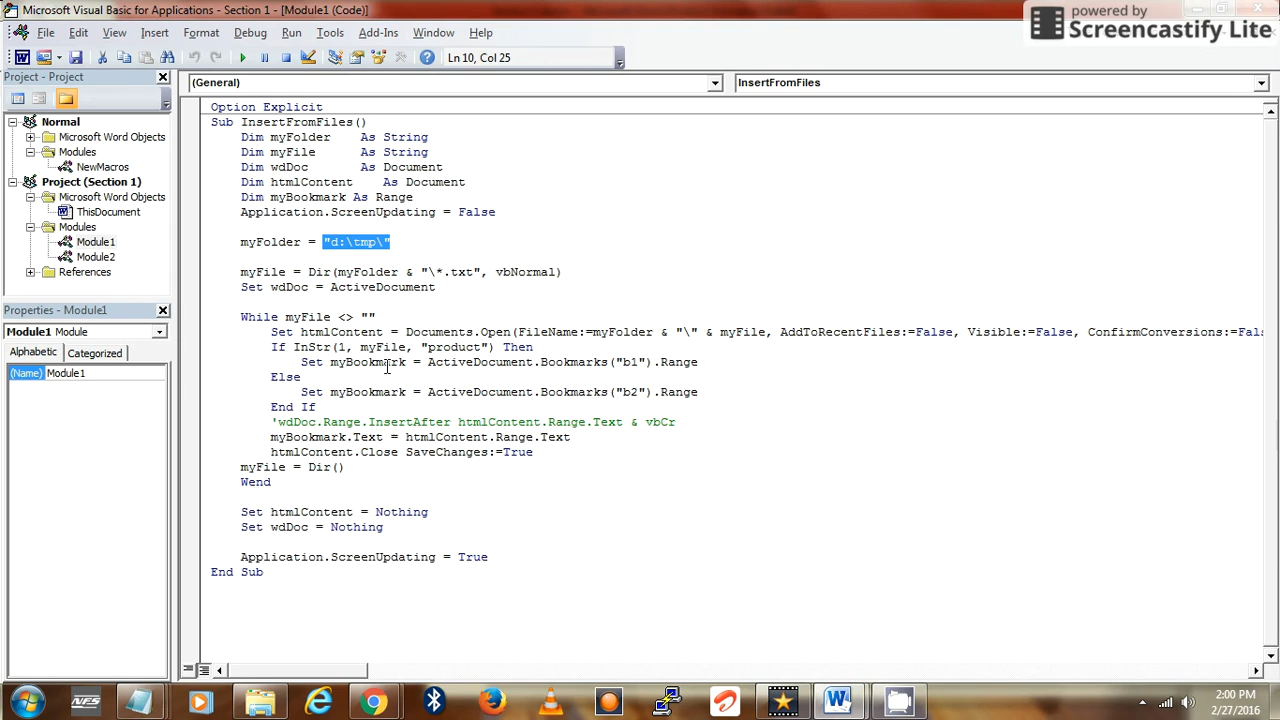 Microsoft Visual Basic for Applications - Section 1 - [Module1 (Code)]
powered by
Screencastify Lite
File Edit View Insert Format Debug Run Tools Add-Ins Window Help
Ln 10, Col 25
Project - Project
Normal
Microsoft Word Objects
Modules
NewMacros
Project (Section 1)
Microsoft Word Objects
ThisDocument
Modules
Module1
Module2
References
Properties - Module1
Module1 Module
Alphabetic Categorized
(Name) Module1
(General) InsertFromFiles
Option Explicit
Sub InsertFromFiles()
Dim myFolder As String
Dim myFile As String
Dim wdDoc As Document
Dim htmlContent As Document
Dim myBookmark As Range
Application.ScreenUpdating = False
myFolder = "d:\tmp\"
myFile = Dir(myFolder & "\*.txt", vbNormal)
Set wdDoc = ActiveDocument
While myFile <> ""
Set htmlContent = Documents.Open(FileName:=myFolder & "\" & myFile, AddToRecentFiles:=False, Visible:=False, ConfirmConversions:=Fals
If InStr(1, myFile, "product") Then
Set myBookmark = ActiveDocument.Bookmarks("b1").Range
Else
Set myBookmark = ActiveDocument.Bookmarks("b2").Range
End If
'wdDoc.Range.InsertAfter htmlContent.Range.Text & vbCr
myBookmark.Text = htmlContent.Range.Text
htmlContent.Close SaveChanges:=True
myFile = Dir()
Wend
Set htmlContent = Nothing
Set wdDoc = Nothing
Application.ScreenUpdating = True
End Sub
2:00 PM
2/27/2016